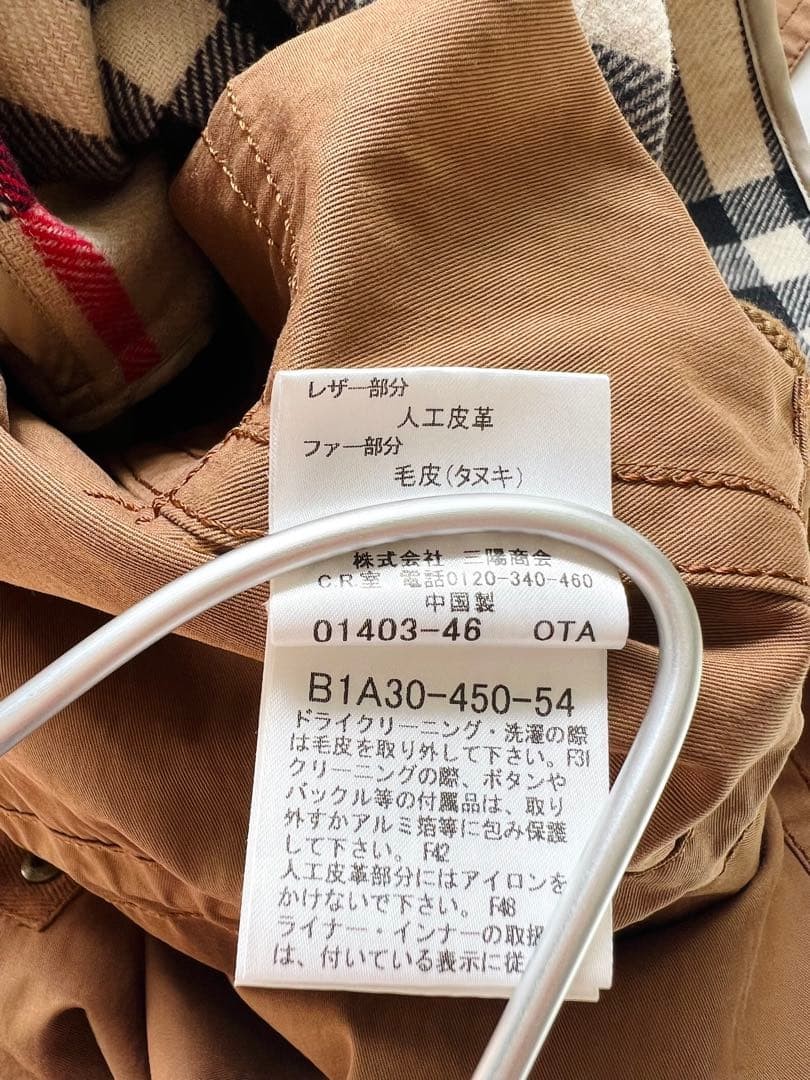 レザー部分
人工皮革
ファー部分
毛皮(タヌキ)
株式会社 三陽商会
C.R.室 電話0120-340-460
中国製
01403-46 OTA
B1A30-450-54
ドライクリーニング・洗濯の際
は毛皮を取り外して下さい。F31
クリーニングの際、ボタンや
バックル等の付属品は、取り
外すかアルミ箔等に包み保護
して下さい。 F42
人工皮革部分にはアイロンを
かけないで下さい。 F48
ライナー・インナーの取扱
は、付いている表示に従